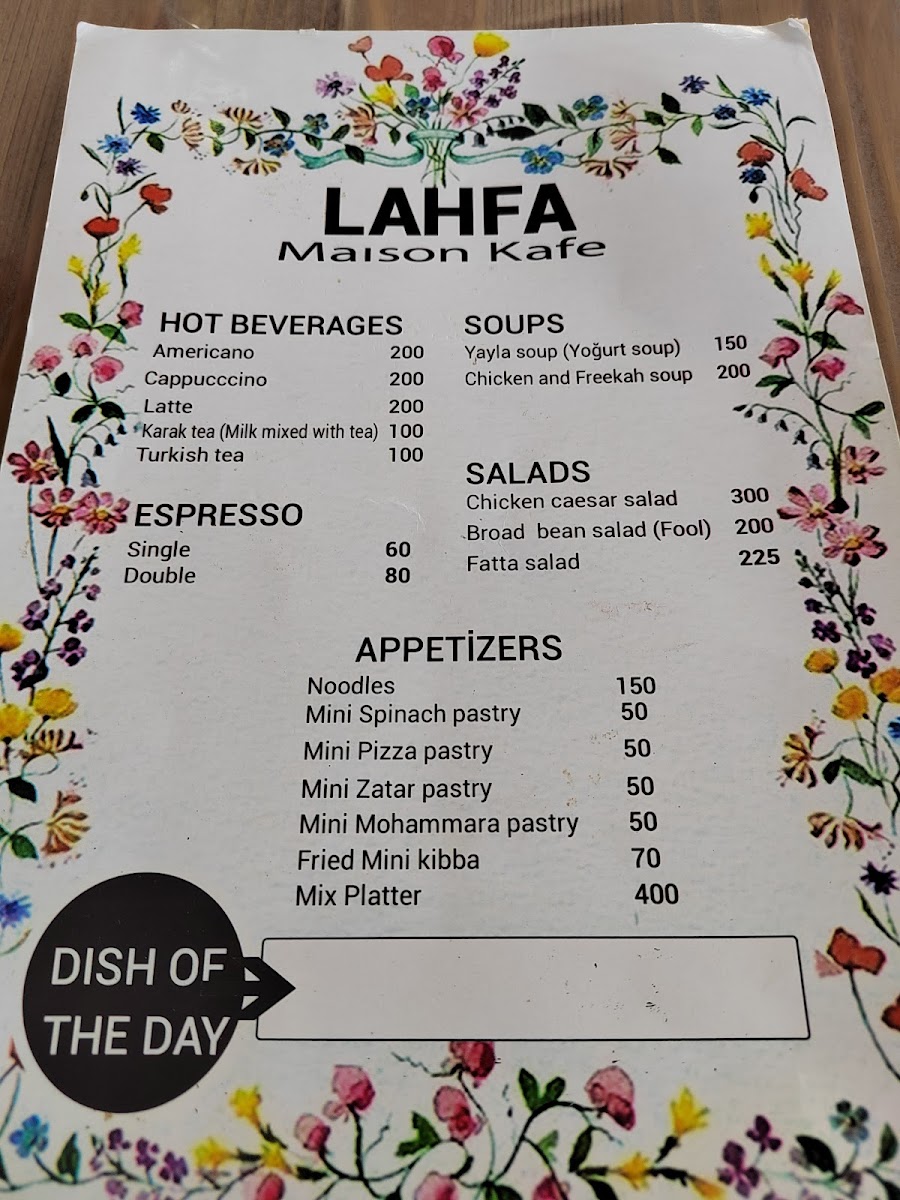 LAHFA
Maison Kafe
HOT BEVERAGES
Americano 200
Cappucccino 200
Latte 200
Karak tea (Milk mixed with tea) 100
Turkish tea 100
ESPRESSO
Single 60
Double 80
SOUPS
Yayla soup (Yoğurt soup) 150
Chicken and Freekah soup 200
SALADS
Chicken caesar salad 300
Broad bean salad (Fool) 200
Fatta salad 225
APPETİZERS
Noodles 150
Mini Spinach pastry 50
Mini Pizza pastry 50
Mini Zatar pastry 50
Mini Mohammara pastry 50
Fried Mini kibba 70
Mix Platter 400
DISH OF
THE DAY